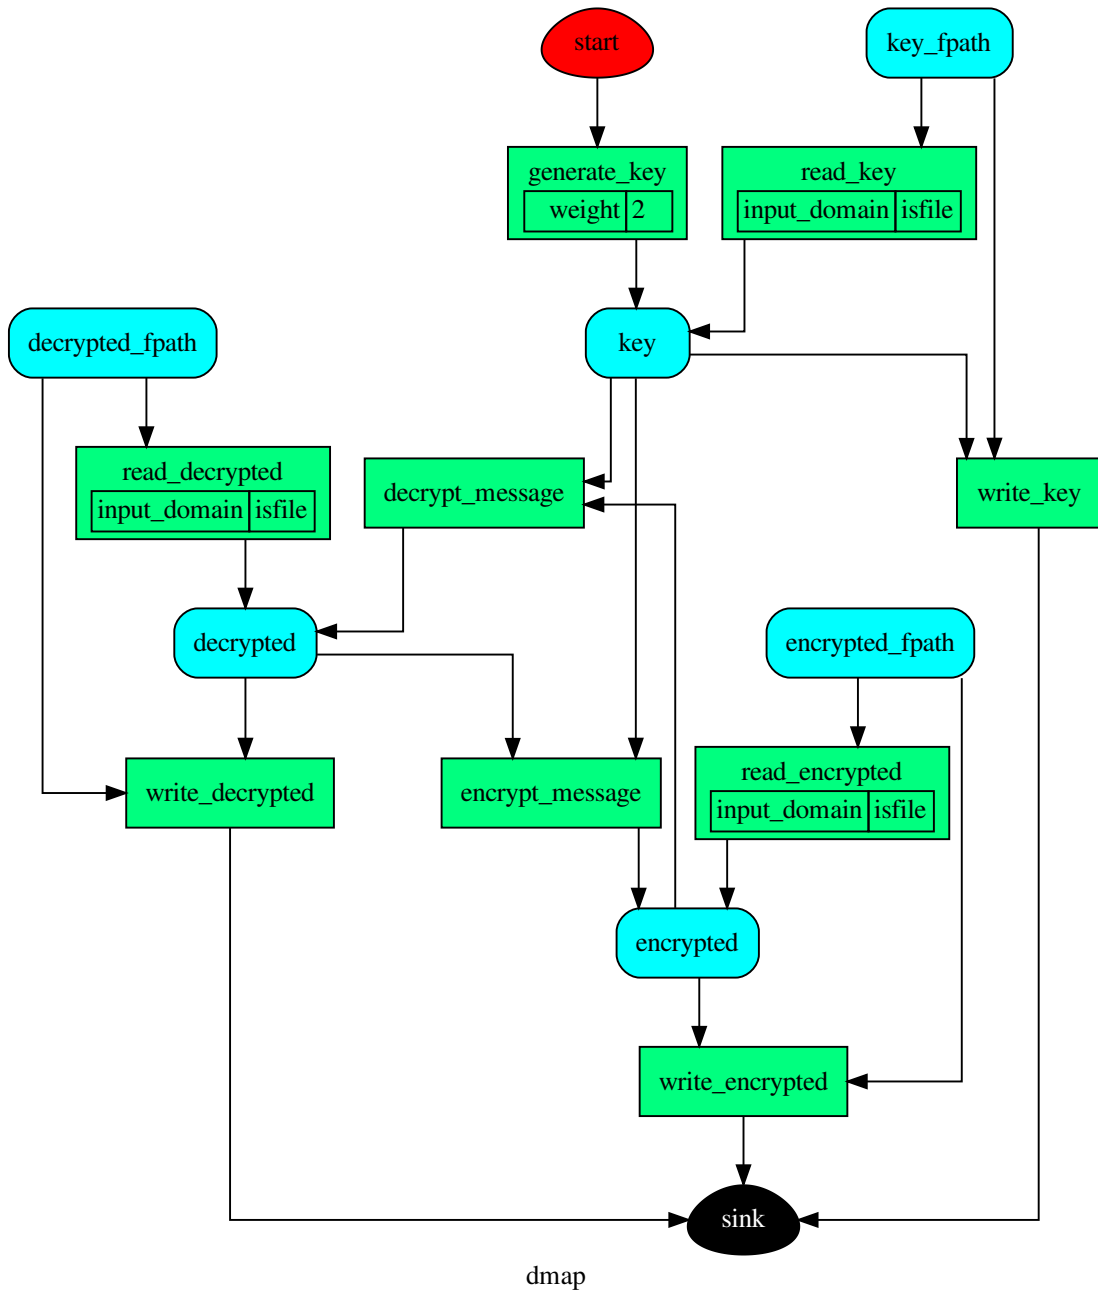 start
key_fpath
generate_key
weight 2
read_key
input_domain isfile
decrypted_fpath
key
read_decrypted
input_domain isfile
decrypt_message
write_key
decrypted
encrypted_fpath
write_decrypted
encrypt_message
read_encrypted
input_domain isfile
encrypted
write_encrypted
sink
dmap